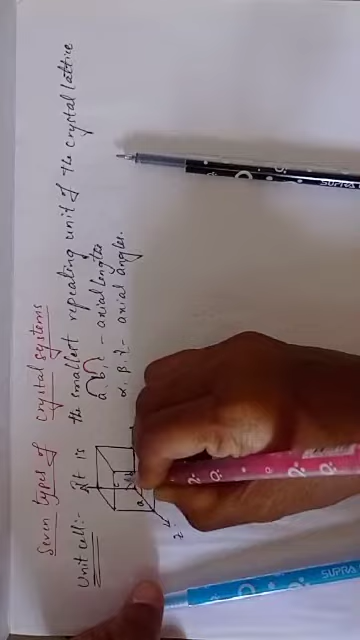 Seven types of crystal systems
Unit cell:- It is the smallest repeating unit of the crystal lattice
a, b, c - axial lengths
α, β, γ - axial angles.
a
z
SUPRA
SUPRA